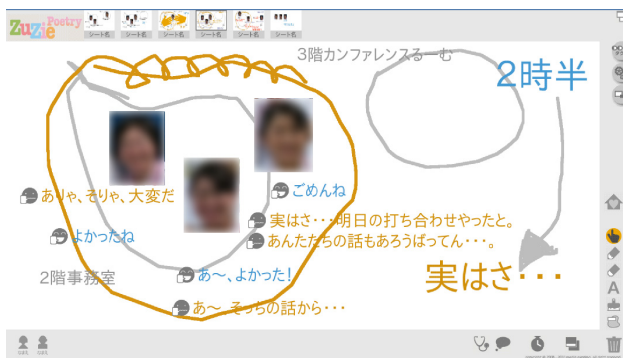 Zuzie Poetry
シート名 シート名 シート名 シート名 シート名 シート名
3階カンファレンスるーむ
2時半
ありゃ、そりゃ、大変だ
ごめんね
実はさ・・・明日の打ち合わせやったと。
よかったね
あんたたちの話もあろうばってん・・・。
2階事務室
あ〜、よかった!
実はさ・・・
あ〜 そっちの話から・・・
A